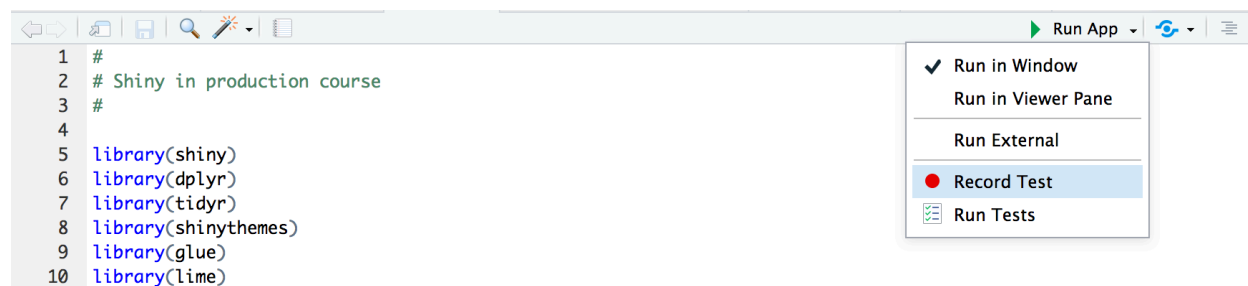 Run App
1 #
2 # Shiny in production course
3 #
4
5 library(shiny)
6 library(dplyr)
7 library(tidyr)
8 library(shinythemes)
9 library(glue)
10 library(lime)
Run in Window
Run in Viewer Pane
Run External
Record Test
Run Tests